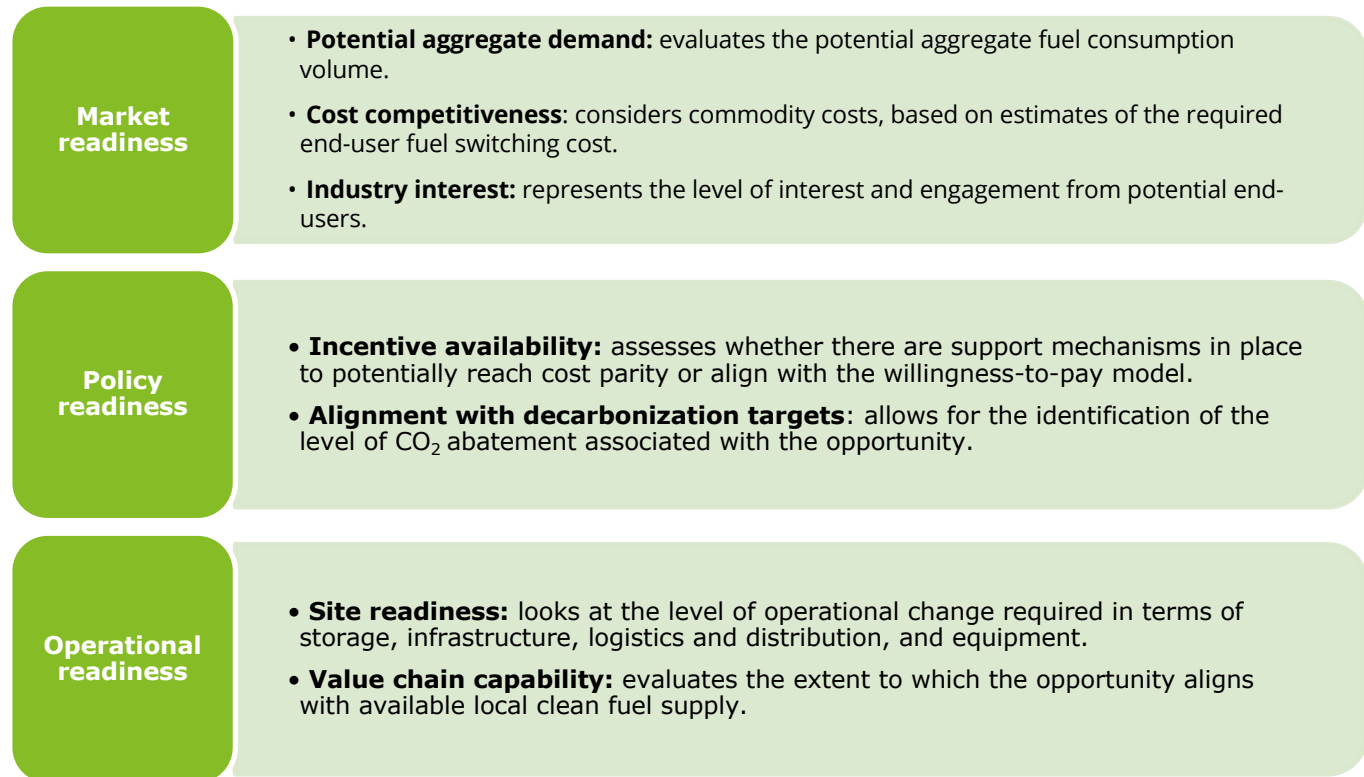 Market
readiness
• Potential aggregate demand: evaluates the potential aggregate fuel consumption
volume.
• Cost competitiveness: considers commodity costs, based on estimates of the required
end-user fuel switching cost.
• Industry interest: represents the level of interest and engagement from potential end-
users.
Policy
readiness
• Incentive availability: assesses whether there are support mechanisms in place
to potentially reach cost parity or align with the willingness-to-pay model.
• Alignment with decarbonization targets: allows for the identification of the
level of CO₂ abatement associated with the opportunity.
Operational
readiness
• Site readiness: looks at the level of operational change required in terms of
storage, infrastructure, logistics and distribution, and equipment.
• Value chain capability: evaluates the extent to which the opportunity aligns
with available local clean fuel supply.